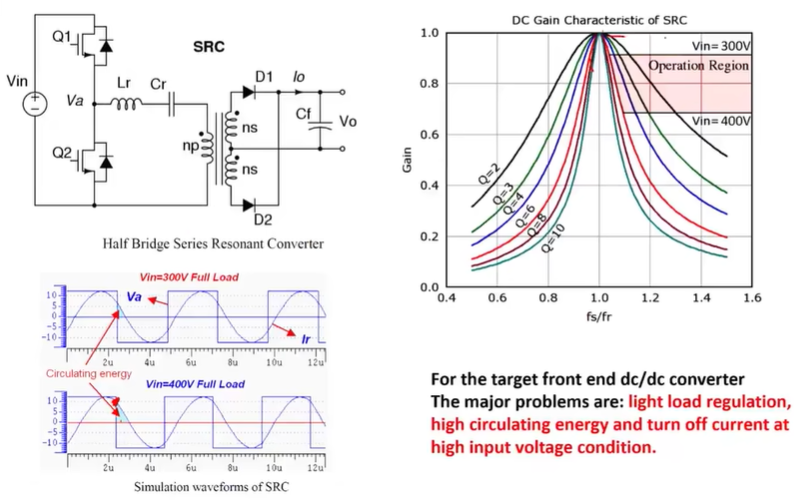 SRC
Q1
Lr
Cr
D1
Io
Vin
Va
Cf
Vo
ns
np
Q2
ns
D2
Half Bridge Series Resonant Converter
Vin=300V Full Load
Va
10
5
0
-5
-10
Ir
2u
4u
6u
8u
10u
12u
Circulating energy
Vin=400V Full Load
10
5
0
-5
-10
2u
4u
6u
8u
10u
12u
Simulation waveforms of SRC
DC Gain Characteristic of SRC
1.0
Vin= 300V
Operation Region
0.8
Vin= 400V
0.6
Gain
Q=2
0.4
Q=3
Q=4
Q=6
Q=8
Q=10
0.2
0.0
0.4
0.6
0.8
1.0
1.2
1.4
1.6
fs/fr
For the target front end dc/dc converter
The major problems are: light load regulation,
high circulating energy and turn off current at
high input voltage condition.